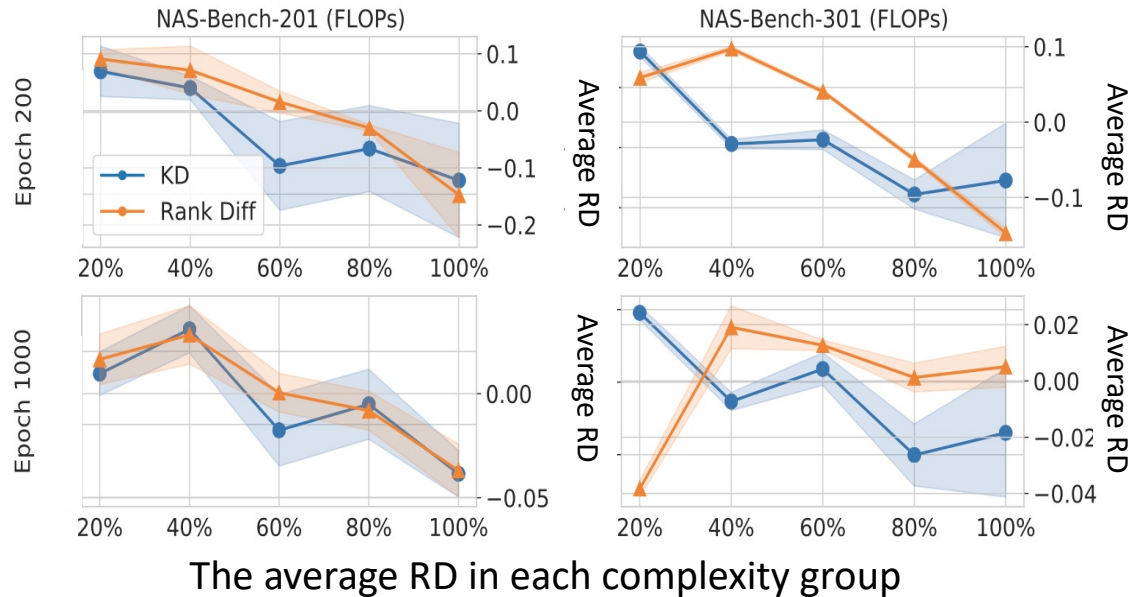 NAS-Bench-201 (FLOPs)
NAS-Bench-301 (FLOPs)
Epoch 200
KD
Rank Diff
0.1
0.0
−0.1
−0.2
Average RD
0.1
0.0
−0.1
Average RD
20% 40% 60% 80% 100%
20% 40% 60% 80% 100%
Epoch 1000
0.00
−0.05
Average RD
0.02
0.00
−0.02
−0.04
Average RD
20% 40% 60% 80% 100%
20% 40% 60% 80% 100%
The average RD in each complexity group